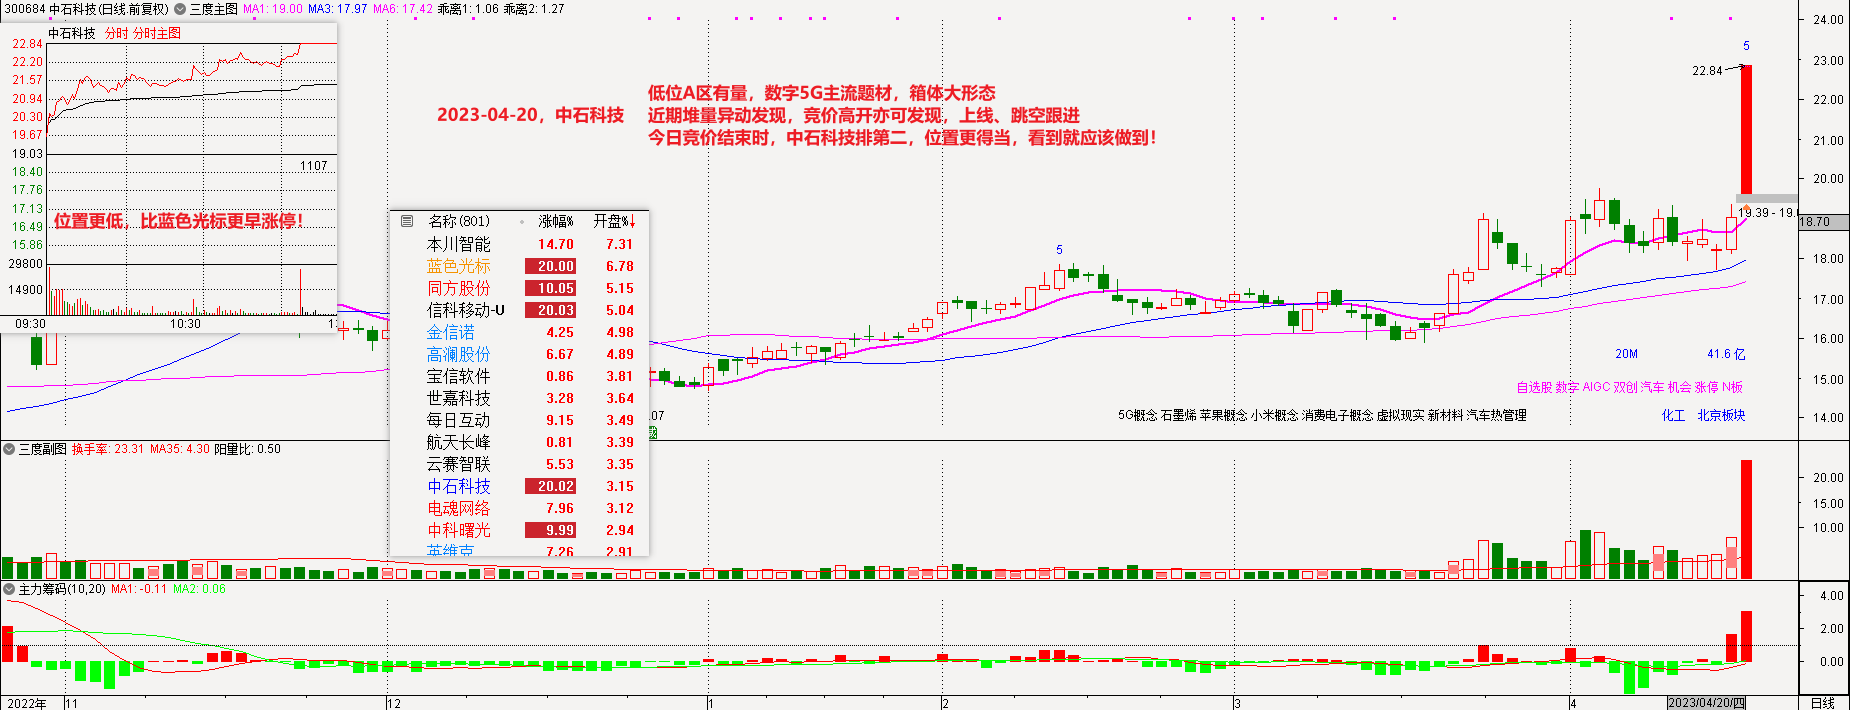 300684 中石科技(日线.前复权) 三度主图 MA1: 19.00 MA3: 17.97 MA6: 17.42 乖离1: 1.06 乖离2: 1.27
中石科技 分时 分时主图
22.84
22.20
21.57
20.94
20.30
19.67
19.03
18.40
17.76
17.13
16.49
15.86
29800
14900
1107
位置更低，比蓝色光标更早涨停！
09:30 10:30
2023-04-20，中石科技
低位A区有量，数字5G主流题材，箱体大形态
近期堆量异动发现，竞价高开亦可发现，上线、跳空跟进
今日竞价结束时，中石科技排第二，位置更得当，看到就应该做到！
名称(801) 涨幅% 开盘%↓
本川智能 14.70 7.31
蓝色光标 20.00 6.78
同方股份 10.05 5.15
信科移动-U 20.03 5.04
金信诺 4.25 4.98
高澜股份 6.67 4.89
宝信软件 0.86 3.81
世嘉科技 3.28 3.64
每日互动 9.15 3.49
航天长峰 0.81 3.39
云赛智联 5.53 3.35
中石科技 20.02 3.15
电魂网络 7.96 3.12
中科曙光 9.99 2.94
英维克 7.26 2.91
5
5
22.84
19.39 - 19.
.07
20M 41.6 亿
自选股 数字 AIGC 双创 汽车 机会 涨停 N板
5G概念 石墨烯 苹果概念 小米概念 消费电子概念 虚拟现实 新材料 汽车热管理
化工 北京板块
24.00
23.00
22.00
21.00
20.00
18.70
18.00
17.00
16.00
15.00
14.00
三度副图 换手率: 23.31 MA35: 4.30 阳量比: 0.50
20.00
15.00
10.00
主力筹码(10,20) MA1: -0.11 MA2: 0.06
4.00
2.00
0.00
2022年 11 12 1 2 3 4 2023/04/20/四 日线